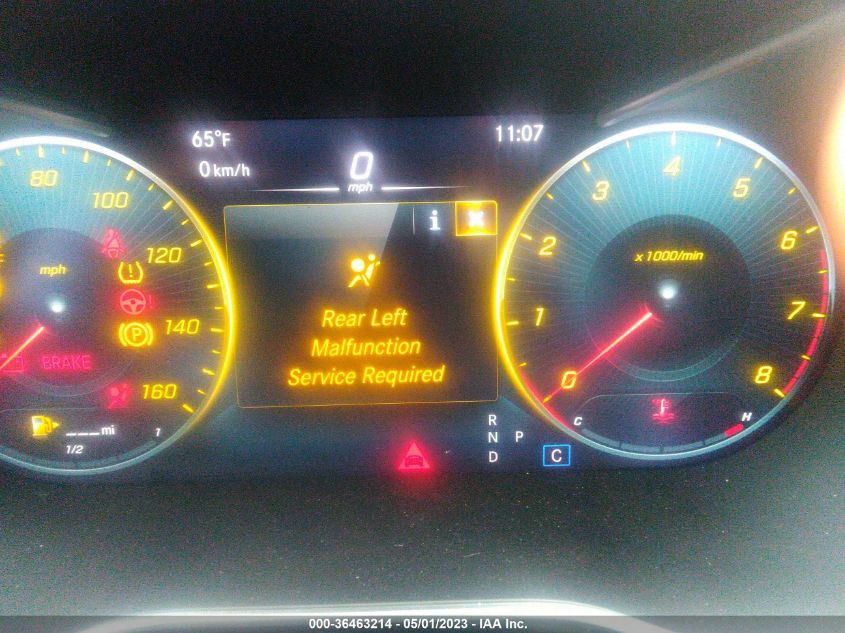 65°F
11:07
0 km/h
0
mph
80
100
120
140
160
mph
BRAKE
___mi
1/2
1
i
Rear Left
Malfunction
Service Required
R
N P
D
C
0
1
2
3
4
5
6
7
8
x 1000/min
C
H
000-36463214 - 05/01/2023 - IAA Inc.